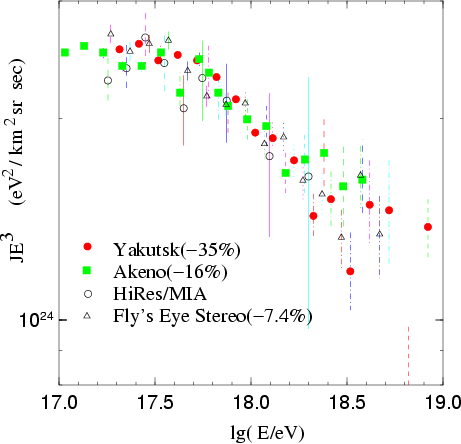 JE³ (eV² / km² sr sec)
Yakutsk(−35%)
Akeno(−16%)
HiRes/MIA
Fly's Eye Stereo(−7.4%)
10²⁴
17.0 17.5 18.0 18.5 19.0
lg( E/eV)